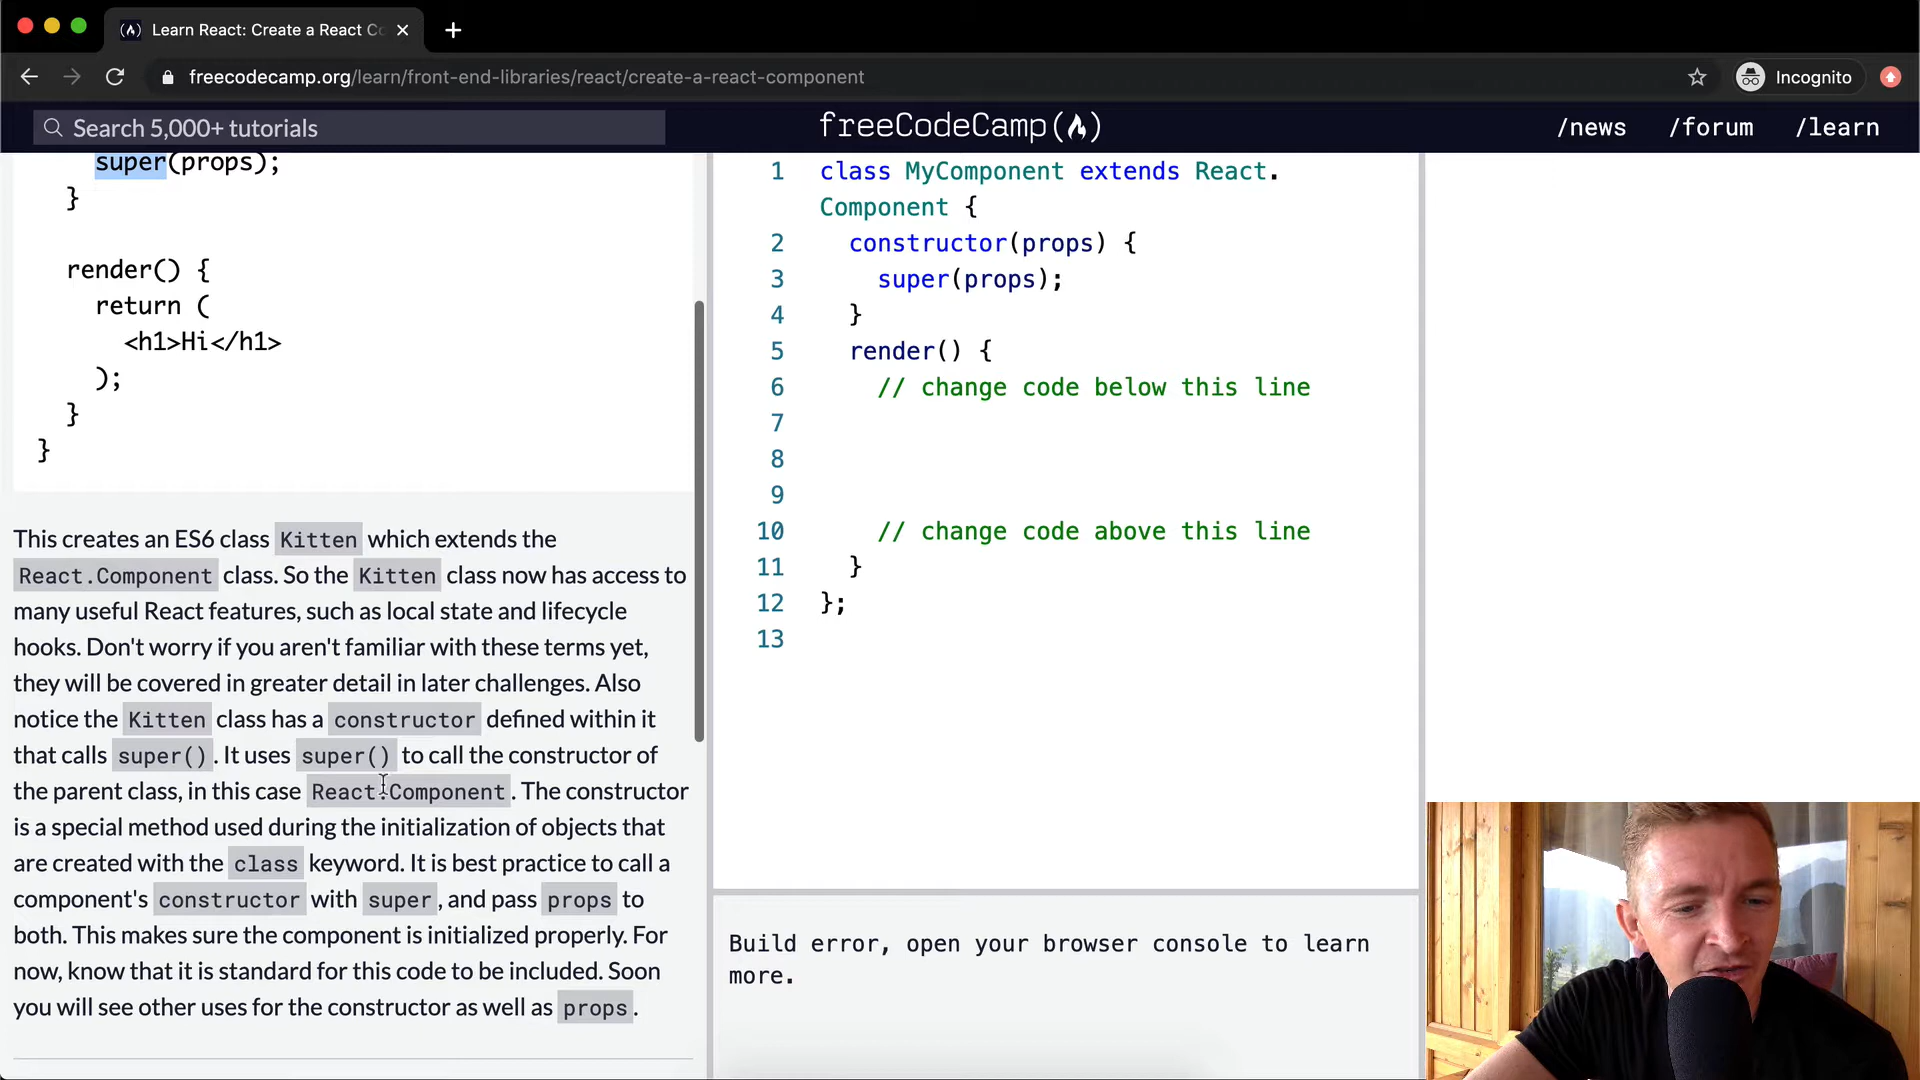 Learn React: Create a React Co
freecodecamp.org/learn/front-end-libraries/react/create-a-react-component
Incognito
Search 5,000+ tutorials
freeCodeCamp(
)
/news
/forum
/learn
super(props);
}
render() {
return (
<h1>Hi</h1>
);
}
}
This creates an ES6 class Kitten which extends the
React.Component class. So the Kitten class now has access to
many useful React features, such as local state and lifecycle
hooks. Don't worry if you aren't familiar with these terms yet,
they will be covered in greater detail in later challenges. Also
notice the Kitten class has a constructor defined within it
that calls super(). It uses super() to call the constructor of
the parent class, in this case React.Component. The constructor
is a special method used during the initialization of objects that
are created with the class keyword. It is best practice to call a
component's constructor with super, and pass props to
both. This makes sure the component is initialized properly. For
now, know that it is standard for this code to be included. Soon
you will see other uses for the constructor as well as props.
1 class MyComponent extends React.
Component {
2 constructor(props) {
3 super(props);
4 }
5 render() {
6 // change code below this line
7
8
9
10 // change code above this line
11 }
12 };
13
Build error, open your browser console to learn
more.